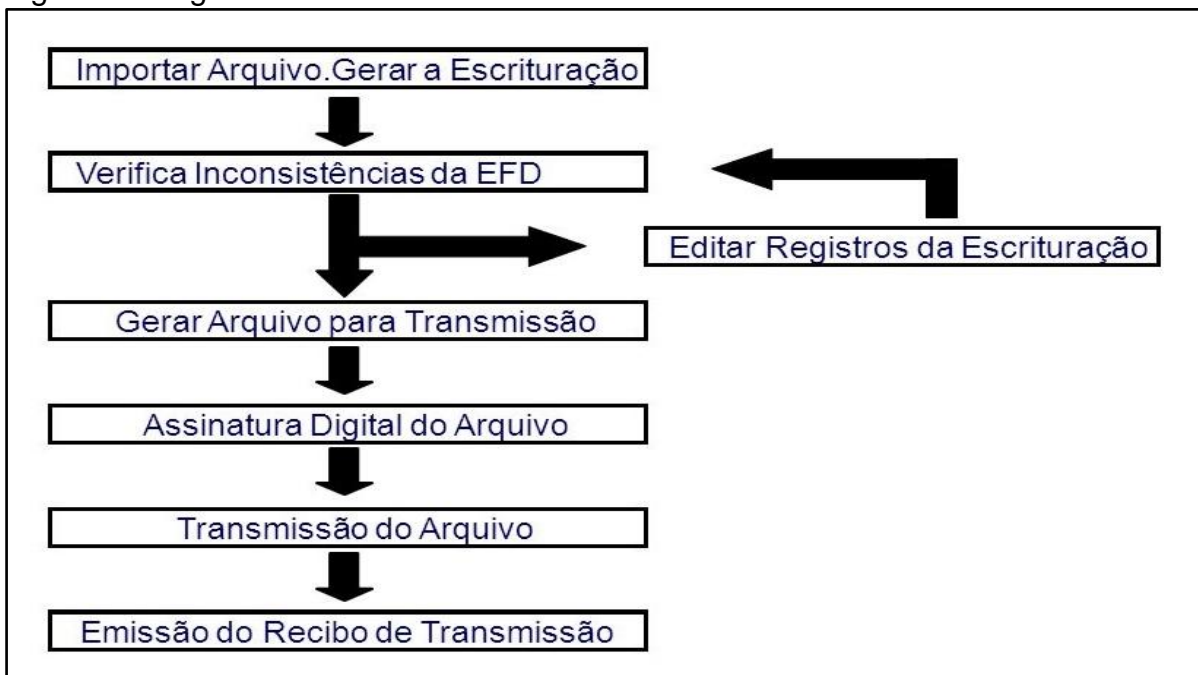 Importar Arquivo.Gerar a Escrituração
Verifica Inconsistências da EFD
Editar Registros da Escrituração
Gerar Arquivo para Transmissão
Assinatura Digital do Arquivo
Transmissão do Arquivo
Emissão do Recibo de Transmissão